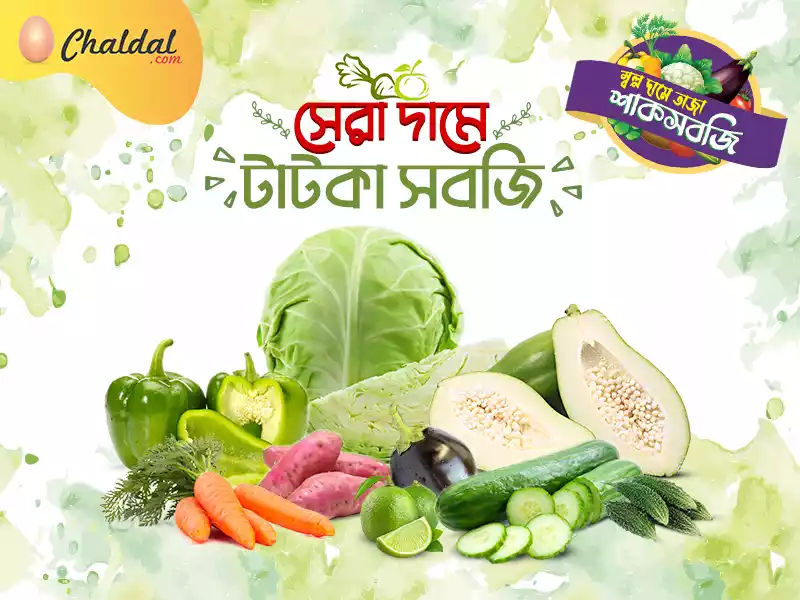 Chaldal
.com
সেরা দামে
টাটকা সবজি
স্বল্প দামে তাজা
শাকসবজি